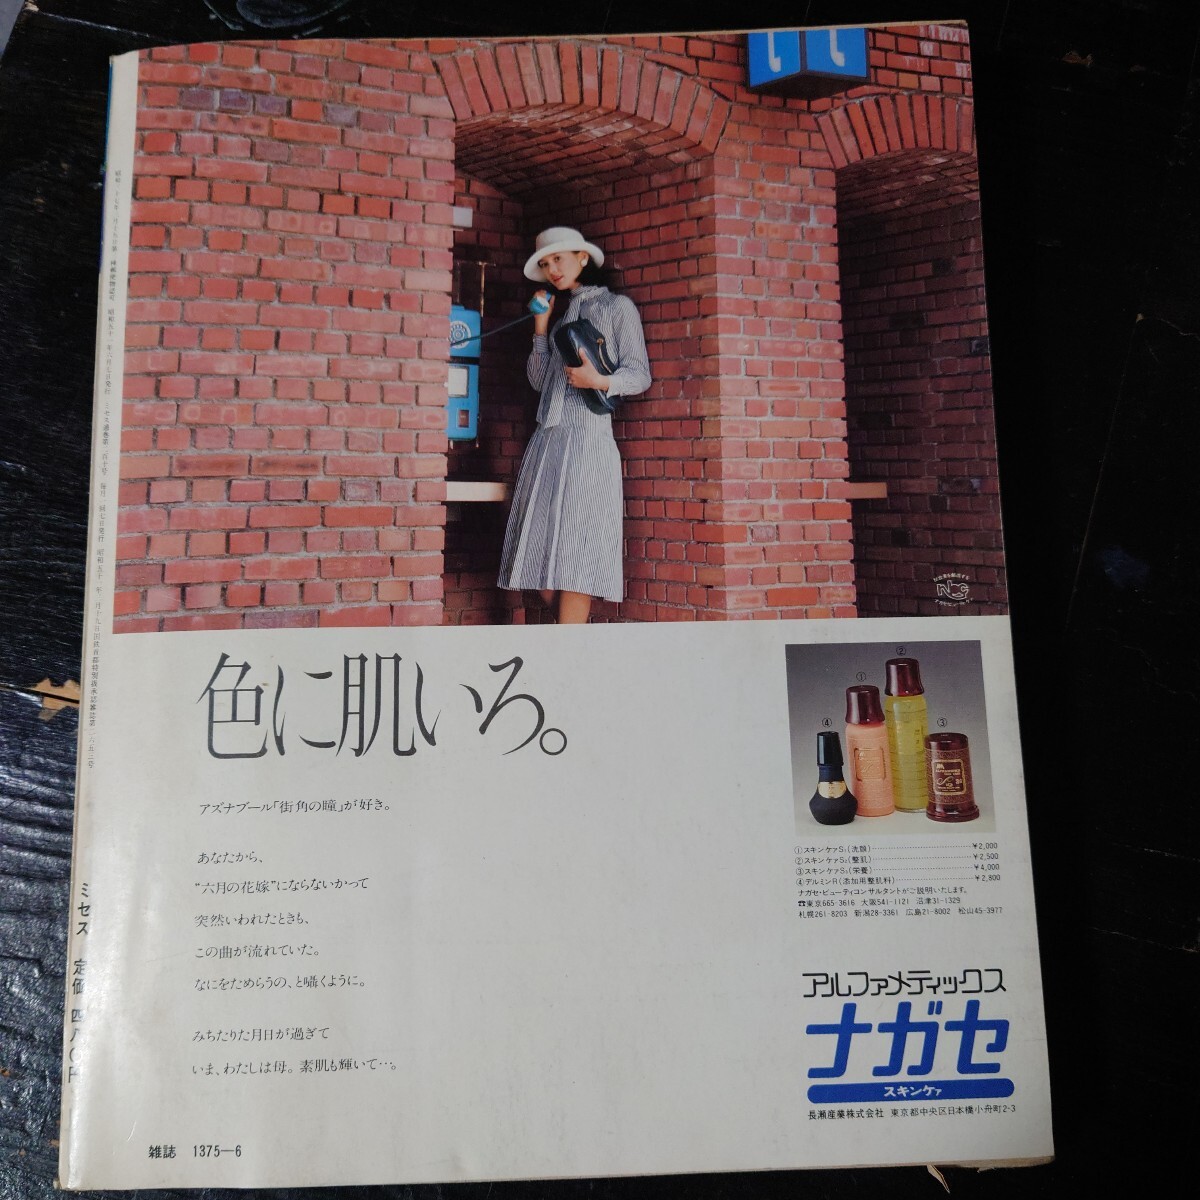 色に肌いろ。
アズナブール「街角の瞳」が好き。
あなたから、
“六月の花嫁”にならないかって
突然いわれたときも、
この曲が流れていた。
なにをためらうの、と囁くように。
みちたりた月日が過ぎて
いま、わたしは母。素肌も輝いて…。
雑誌 1375—6
④ ① ② ③
①スキンケアS₁(洗顔) ¥2,000
②スキンケアS₂(整肌) ¥2,500
③スキンケアS₃(栄養) ¥4,000
④デルミンR(添加用整肌料) ¥2,800
ナガセ・ビューティコンサルタントがご説明いたします。
☎東京665-3616 大阪541-1121 沼津31-1329
札幌261-8203 新潟28-3361 広島21-8002 松山45-3977
アルファメティックス
ナガセ
スキンケア
長瀬産業株式会社 東京都中央区日本橋小舟町2-3
ミセス 定価